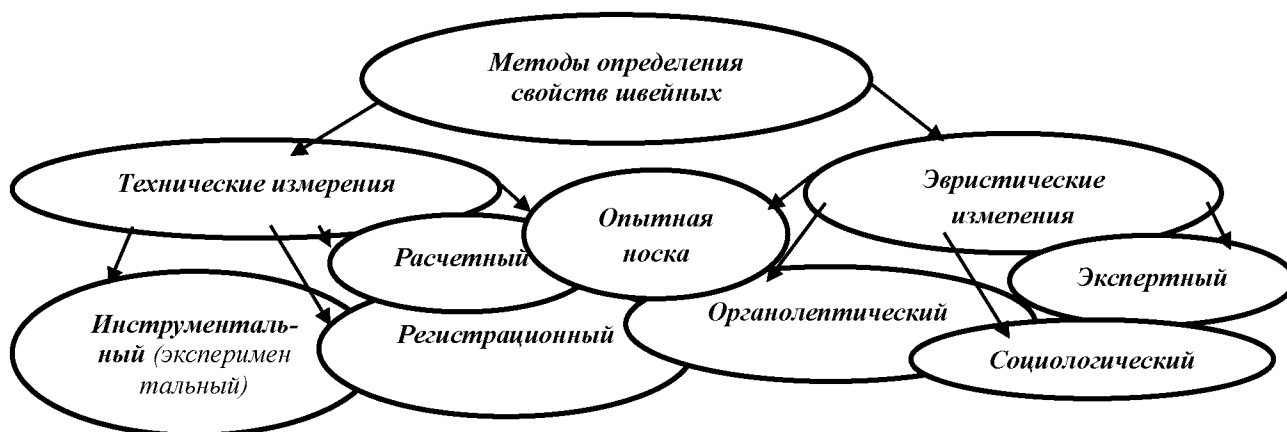 Методы определения
свойств швейных
Технические измерения
Эвристические
измерения
Опытная
носка
Расчетный
Экспертный
Инструменталь-
ный (эксперимен
тальный)
Регистрационный
Органолептический
Социологический